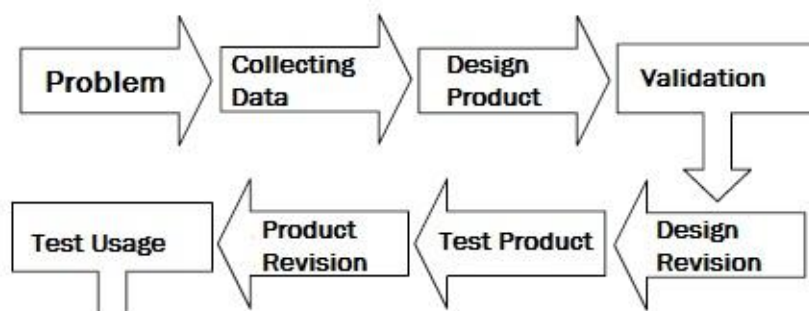 Problem
Collecting
Data
Design
Product
Validation
Design
Revision
Test Product
Product
Revision
Test Usage